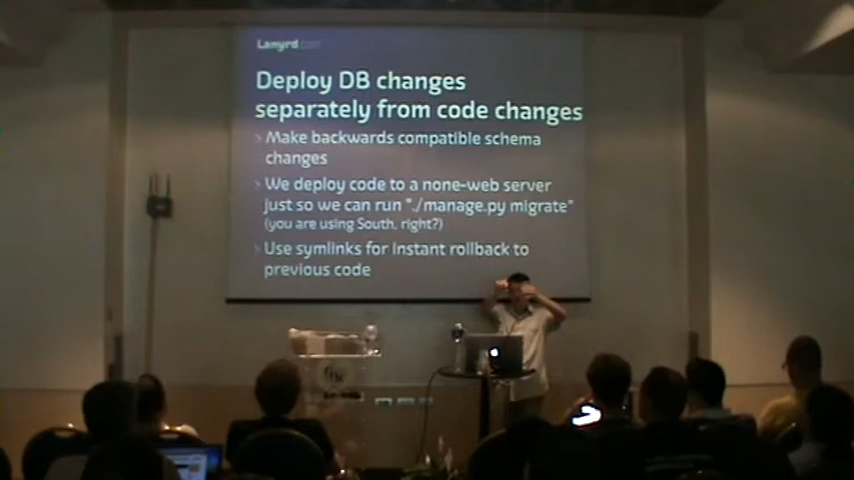 Lanyrd.com
Deploy DB changes
separately from code changes
> Make backwards compatible schema
changes
> We deploy code to a none-web server
just so we can run "./manage.py migrate"
(you are using South, right?)
> Use symlinks for instant rollback to
previous code